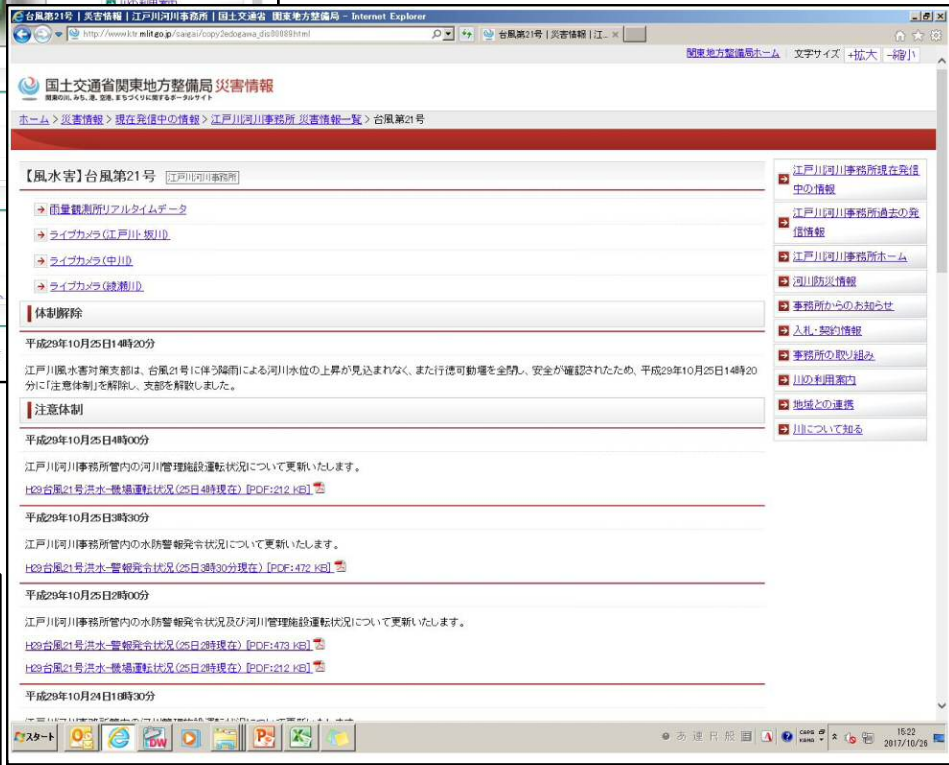 台風第21号 | 災害情報 | 江戸川河川事務所 | 国土交通省 関東地方整備局 - Internet Explorer
台風第21号 | 災害情報 | 江...
関東地方整備局ホーム 文字サイズ +拡大 -縮小
国土交通省関東地方整備局 災害情報
関東の川、みち、港、空港、まちづくりに関するポータルサイト
ホーム > 災害情報 > 現在発信中の情報 > 江戸川河川事務所 災害情報一覧 > 台風第21号
【風水害】台風第21号 江戸川河川事務所
雨量観測所リアルタイムデータ
ライブカメラ(江戸川・坂川)
ライブカメラ(中川)
ライブカメラ(綾瀬川)
体制解除
平成29年10月25日14時20分
江戸川風水害対策支部は、台風21号に伴う降雨による河川水位の上昇が見込まれなく、また行徳可動堰を全閉し、安全が確認されたため、平成29年10月25日14時20
分に「注意体制」を解除し、支部を解散しました。
注意体制
平成29年10月25日4時00分
江戸川河川事務所管内の河川管理施設運転状況について更新いたします。
H29台風21号洪水-機場運転状況(25日4時現在) [PDF:212 KB]
平成29年10月25日3時30分
江戸川河川事務所管内の水防警報発令状況について更新いたします。
H29台風21号洪水-警報発令状況(25日3時30分現在) [PDF:472 KB]
平成29年10月25日2時00分
江戸川河川事務所管内の水防警報発令状況及び河川管理施設運転状況について更新いたします。
H29台風21号洪水-警報発令状況(25日2時現在) [PDF:473 KB]
H29台風21号洪水-機場運転状況(25日2時現在) [PDF:212 KB]
平成29年10月24日18時30分
江戸川河川事務所現在発信
中の情報
江戸川河川事務所過去の発
信情報
江戸川河川事務所ホーム
河川防災情報
事務所からのお知らせ
入札・契約情報
事務所の取り組み
川の利用案内
地域との連携
川について知る
スタート
あ 連 R 般
CAPS
KANA
15:22
2017/10/26